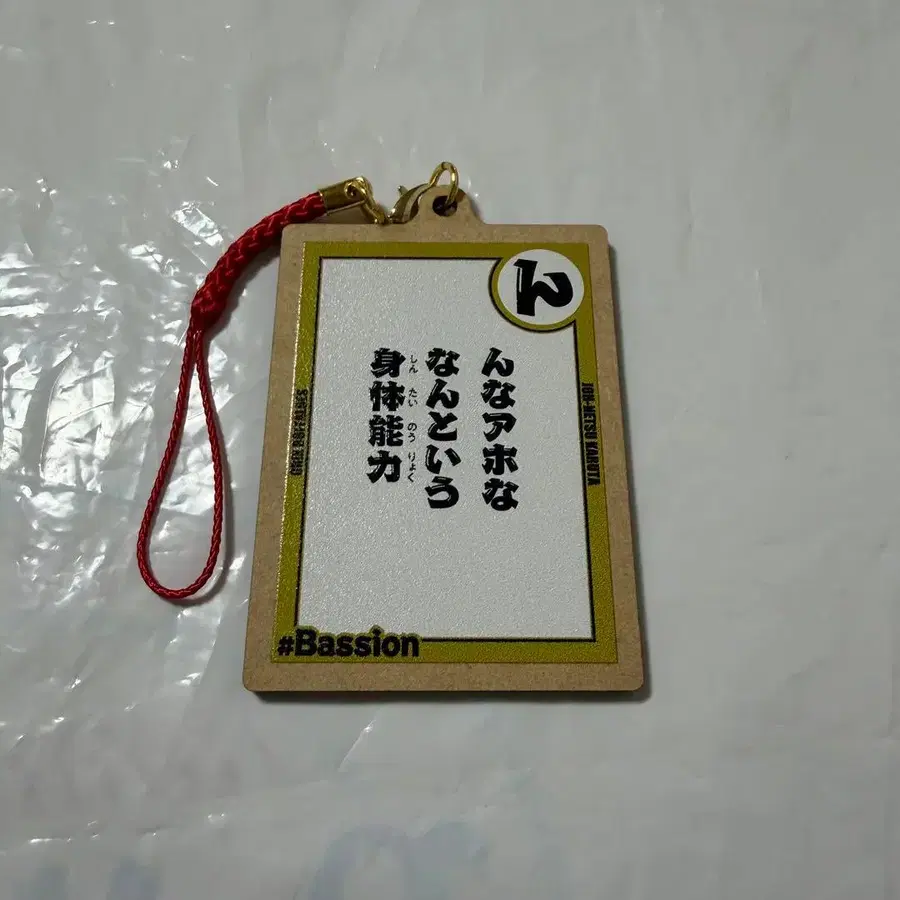 ん
んなアホな
なんという
身体能力
しんたいのうりょく
#Bassion
ORIX BUFFALOES
JOH-NETSU KARUTA